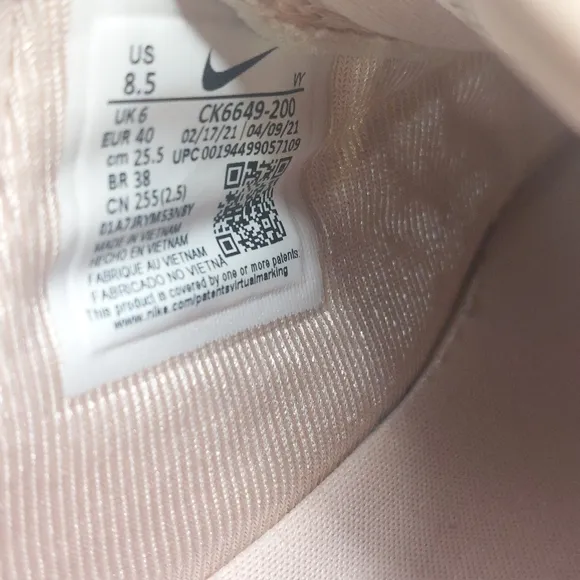 US
8.5
VY
UK 6
CK6649-200
EUR 40
02/17/21 04/09/21
cm 25.5
UPC 00194499057109
BR 38
CN 255(2.5)
01A7JRYM53N8Y
MADE IN VIETNAM
HECHO EN VIETNAM
FABRIQUE AU VIETNAM
FABRICADO NO VIETNÃ
This product is covered by one or more patents:
www.nike.com/patentsvirtualmarking